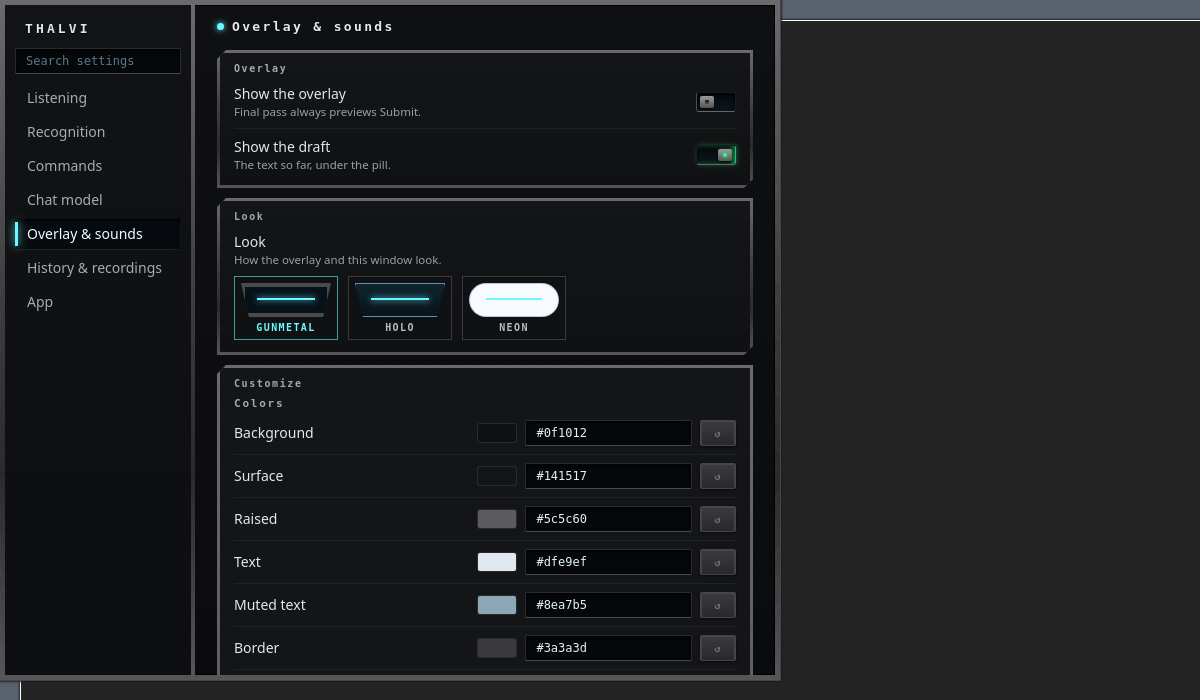 THALVI
Search settings
Listening
Recognition
Commands
Chat model
Overlay & sounds
History & recordings
App
Overlay & sounds
Overlay
Show the overlay
Final pass always previews Submit.
Show the draft
The text so far, under the pill.
Look
Look
How the overlay and this window look.
GUNMETAL
HOLO
NEON
Customize
Colors
Background
#0f1012
↺
Surface
#141517
↺
Raised
#5c5c60
↺
Text
#dfe9ef
↺
Muted text
#8ea7b5
↺
Border
#3a3a3d
↺